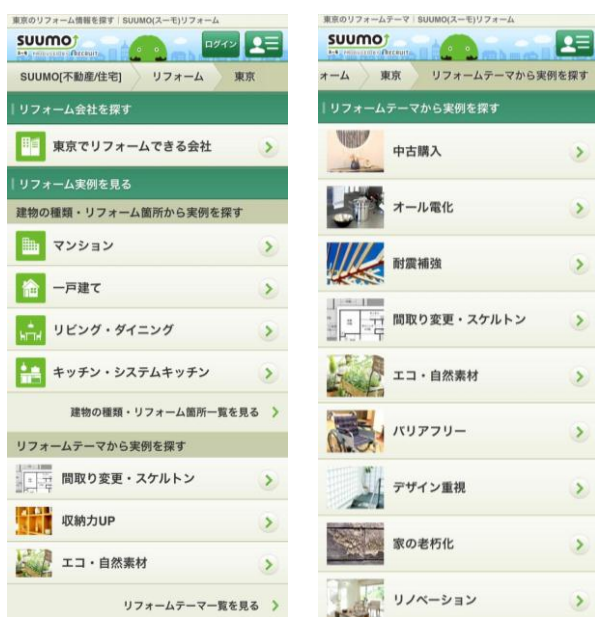 東京のリフォーム情報を探す｜SUUMO(スーモ)リフォーム
SUUMO
RECRUIT
ログイン
SUUMO[不動産/住宅]
リフォーム
東京
リフォーム会社を探す
東京でリフォームできる会社
リフォーム実例を見る
建物の種類・リフォーム箇所から実例を探す
マンション
一戸建て
リビング・ダイニング
キッチン・システムキッチン
建物の種類・リフォーム箇所一覧を見る
リフォームテーマから実例を探す
間取り変更・スケルトン
収納力UP
エコ・自然素材
リフォームテーマ一覧を見る
東京のリフォームテーマ｜SUUMO(スーモ)リフォーム
SUUMO
RECRUIT
ォーム
東京
リフォームテーマから実例を探す
リフォームテーマから実例を探す
中古購入
オール電化
耐震補強
間取り変更・スケルトン
エコ・自然素材
バリアフリー
デザイン重視
家の老朽化
リノベーション